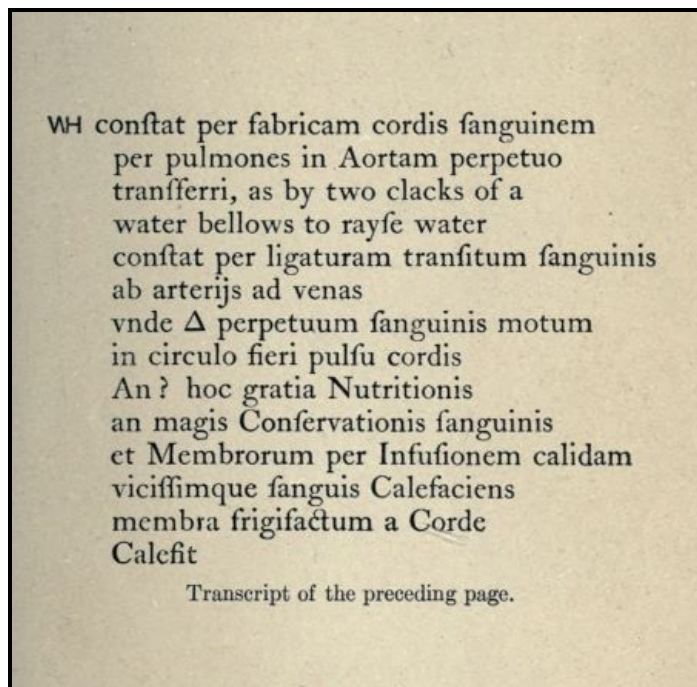 WH conſtat per fabricam cordis ſanguinem
per pulmones in Aortam perpetuo
tranſferri, as by two clacks of a
water bellows to rayſe water
conſtat per ligaturam tranſitum ſanguinis
ab arterijs ad venas
vnde Δ perpetuum ſanguinis motum
in circulo fieri pulſu cordis
An? hoc gratia Nutritionis
an magis Conſervationis ſanguinis
et Membrorum per Infuſionem calidam
viciſſimque ſanguis Calefaciens
membra frigifactum a Corde
Calefit
Transcript of the preceding page.